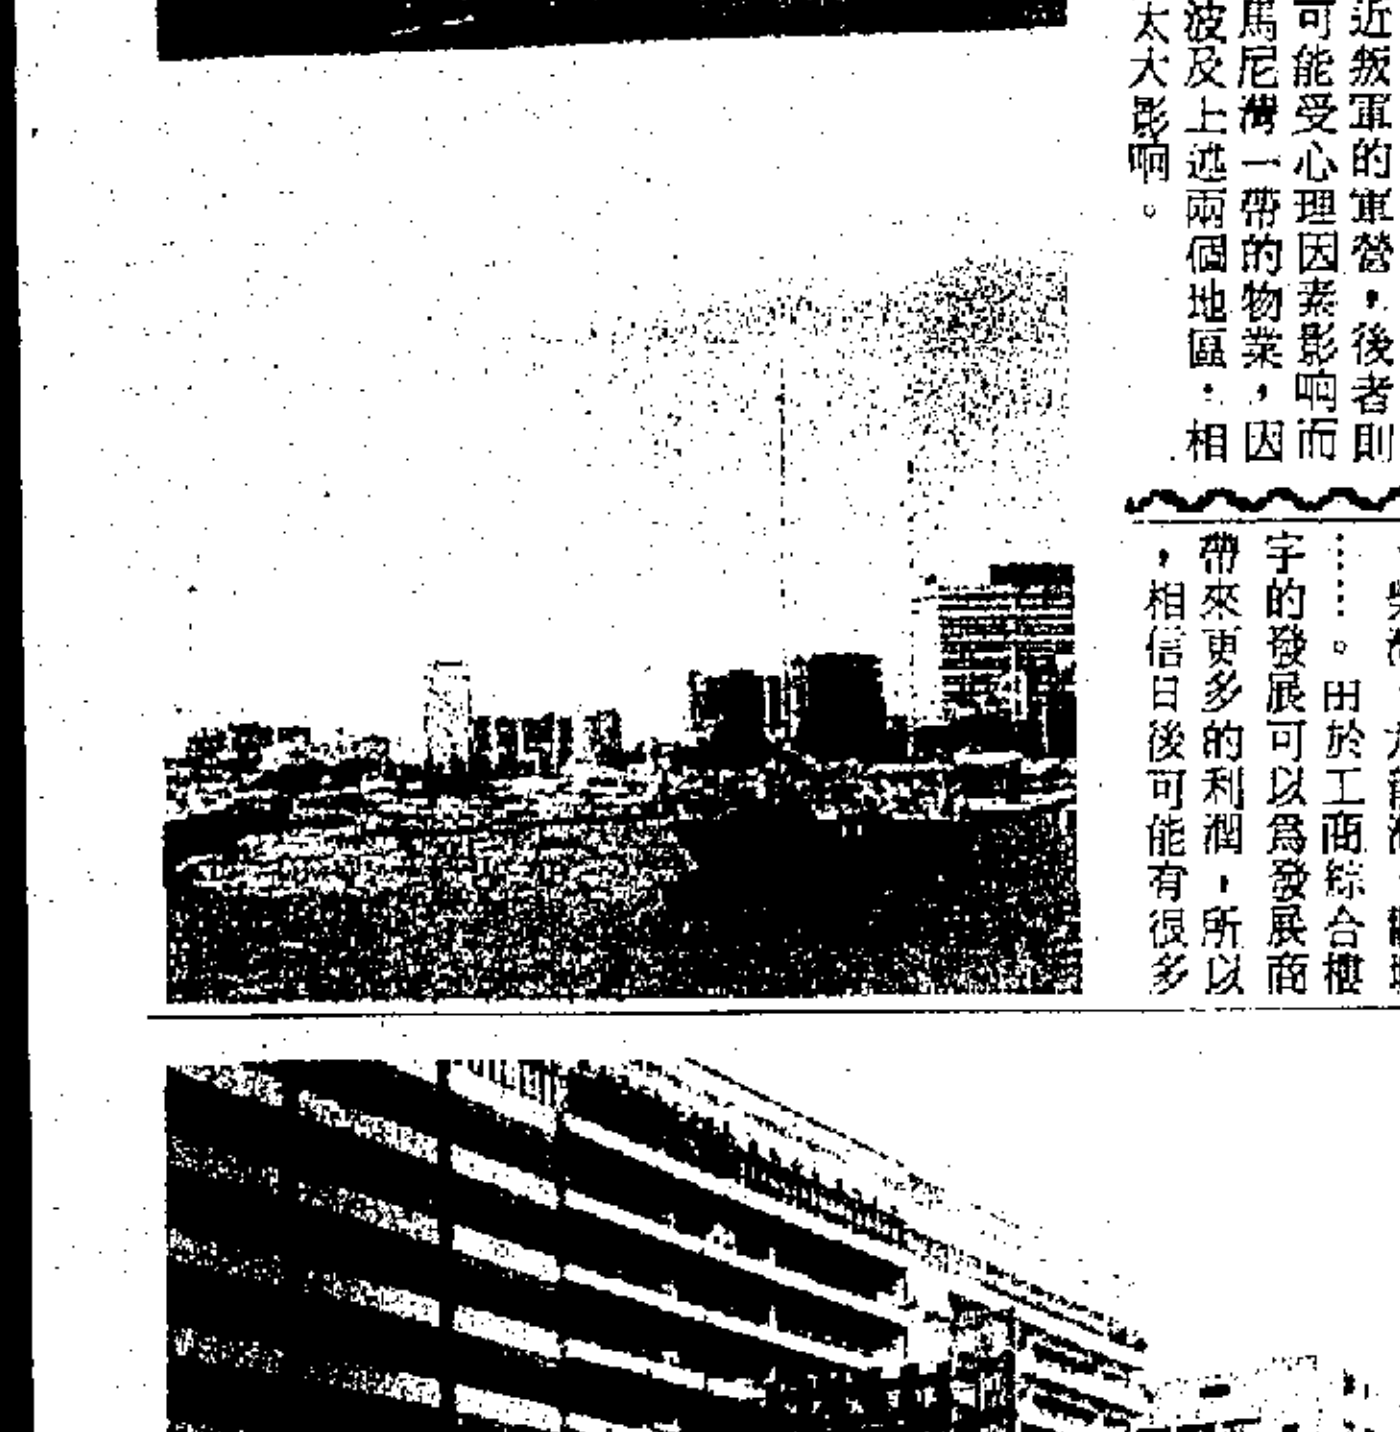 近叛軍的軍營，後者則
可能受心理因素影响而
馬尼灣一帶的物業，因
波及上述兩個地區，相
太大影响。
……。由於工商綜合樓
宇的發展可以爲發展商
帶來更多的利潤，所以
，相信日後可能有很多